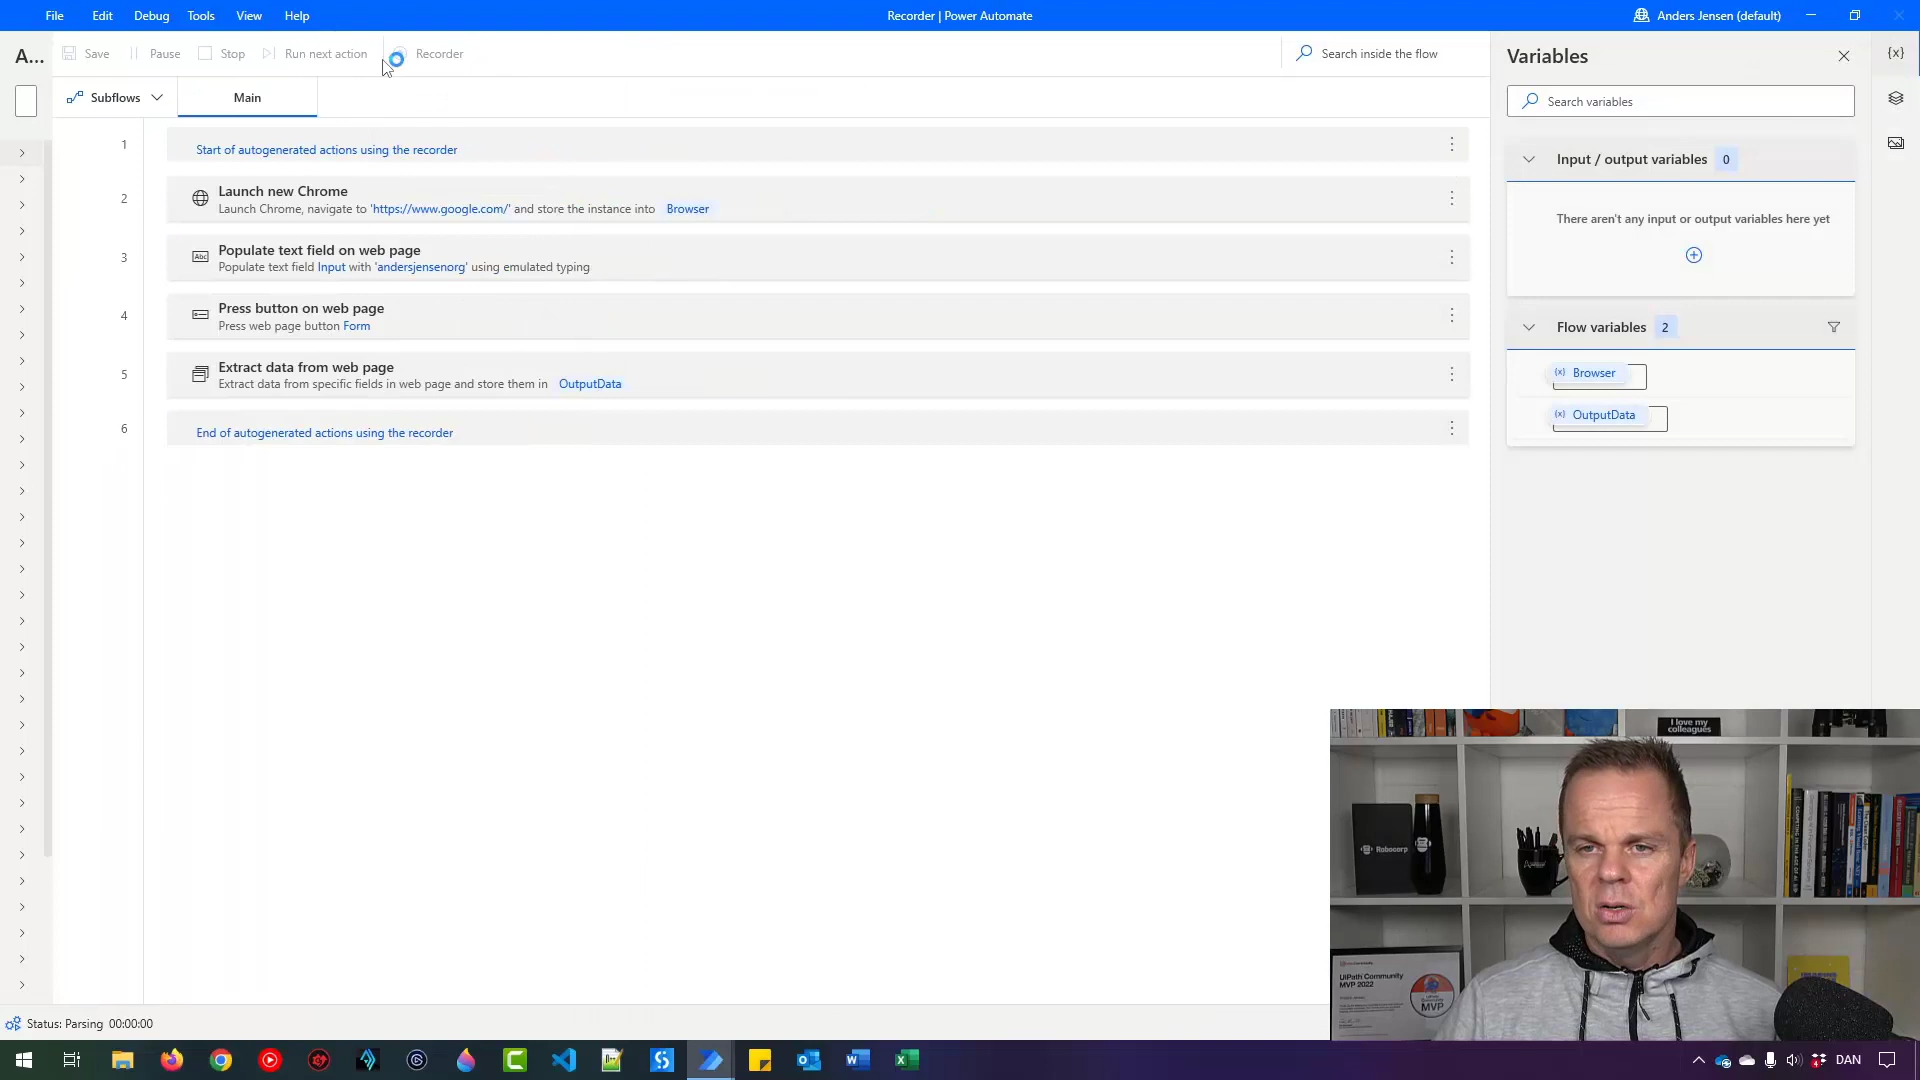 File Edit Debug Tools View Help
Recorder | Power Automate
Anders Jensen (default)
A...
Save Pause Stop Run next action Recorder
Search inside the flow
Subflows
Main
1 Start of autogenerated actions using the recorder
2 Launch new Chrome
Launch Chrome, navigate to 'https://www.google.com/' and store the instance into Browser
3 Populate text field on web page
Abc
Populate text field Input with 'andersjensenorg' using emulated typing
4 Press button on web page
Press web page button Form
5 Extract data from web page
Extract data from specific fields in web page and store them in OutputData
6 End of autogenerated actions using the recorder
Variables
{x}
Search variables
Input / output variables 0
There aren't any input or output variables here yet
Flow variables 2
{x} Browser
{x} OutputData
I love my
colleagues
Robocorp
UiPath Community
MVP 2022
MVP
Status: Parsing 00:00:00
DAN